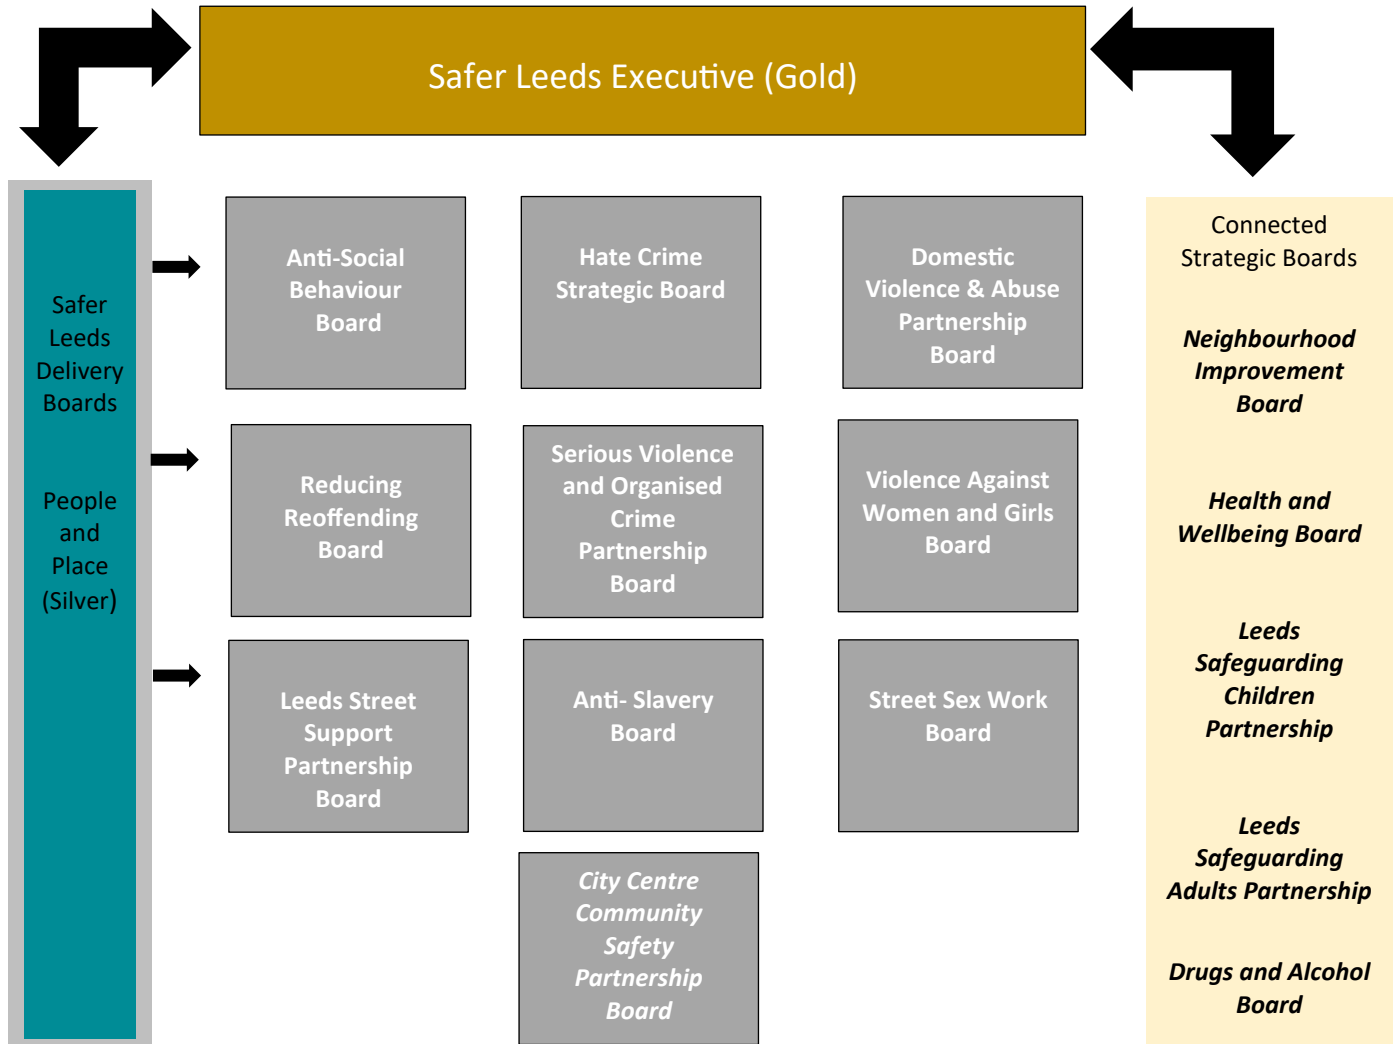 Safer Leeds Executive (Gold)
Safer
Leeds
Delivery
Boards
People
and
Place
(Silver)
Anti-Social
Behaviour
Board
Hate Crime
Strategic Board
Domestic
Violence & Abuse
Partnership
Board
Reducing
Reoffending
Board
Serious Violence
and Organised
Crime
Partnership
Board
Violence Against
Women and Girls
Board
Leeds Street
Support
Partnership
Board
Anti- Slavery
Board
Street Sex Work
Board
City Centre
Community
Safety
Partnership
Board
Connected
Strategic Boards
Neighbourhood
Improvement
Board
Health and
Wellbeing Board
Leeds
Safeguarding
Children
Partnership
Leeds
Safeguarding
Adults Partnership
Drugs and Alcohol
Board